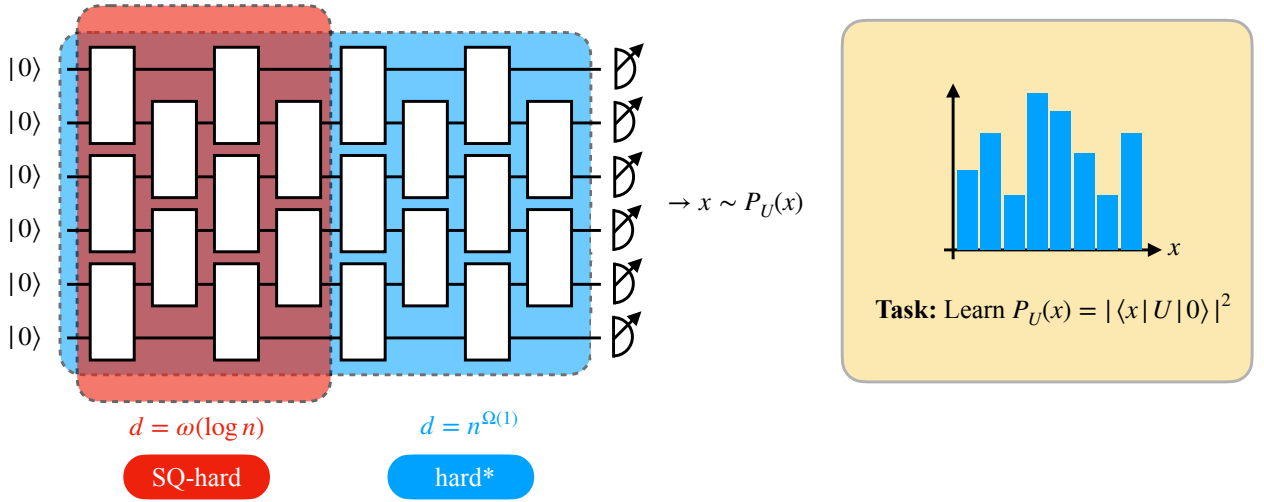 |0⟩
|0⟩
|0⟩
|0⟩
|0⟩
|0⟩
→ x ∼ P_U(x)
x
Task: Learn P_U(x) = |⟨x|U|0⟩|²
d = ω(log n)
d = n^{Ω(1)}
SQ-hard
hard*